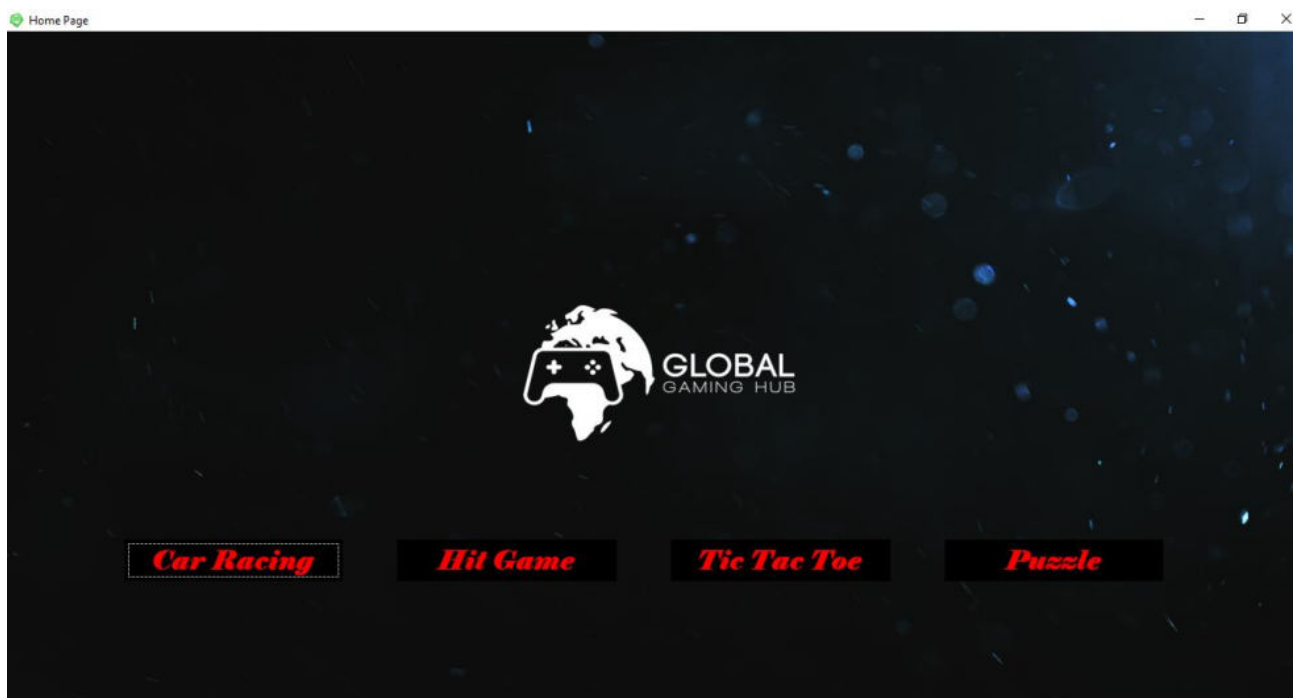 Home Page
GLOBAL
GAMING HUB
Car Racing
Hit Game
Tic Tac Toe
Puzzle